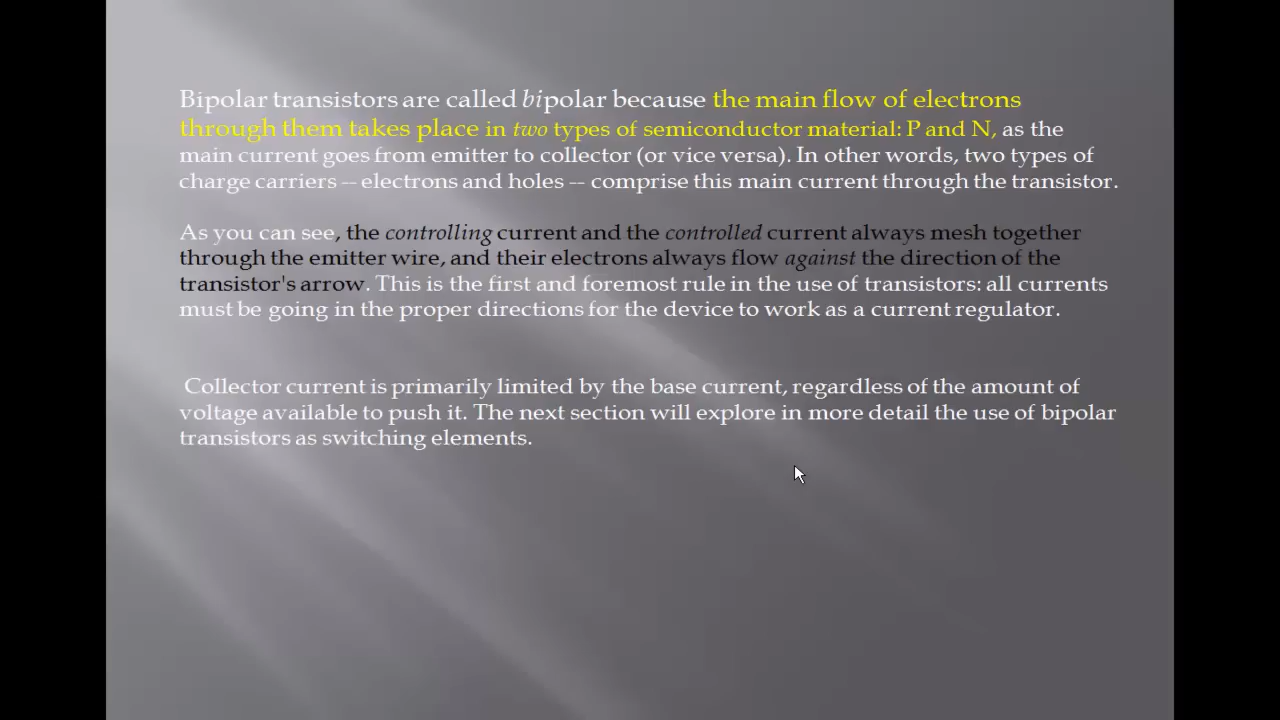 Bipolar transistors are called bipolar because the main flow of electrons
through them takes place in two types of semiconductor material: P and N, as the
main current goes from emitter to collector (or vice versa). In other words, two types of
charge carriers -- electrons and holes -- comprise this main current through the transistor.
As you can see, the controlling current and the controlled current always mesh together
through the emitter wire, and their electrons always flow against the direction of the
transistor's arrow. This is the first and foremost rule in the use of transistors: all currents
must be going in the proper directions for the device to work as a current regulator.
Collector current is primarily limited by the base current, regardless of the amount of
voltage available to push it. The next section will explore in more detail the use of bipolar
transistors as switching elements.